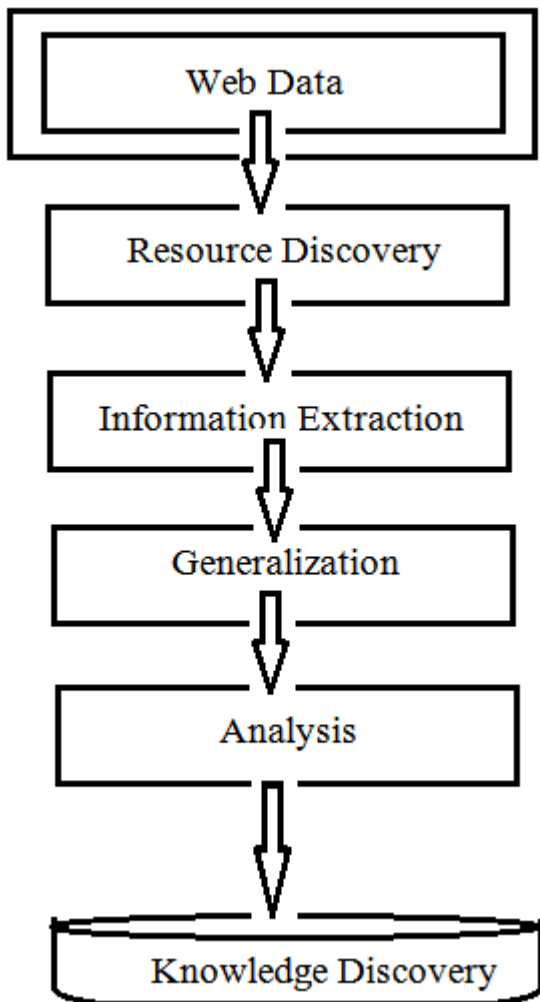 Web Data
Resource Discovery
Information Extraction
Generalization
Analysis
Knowledge Discovery